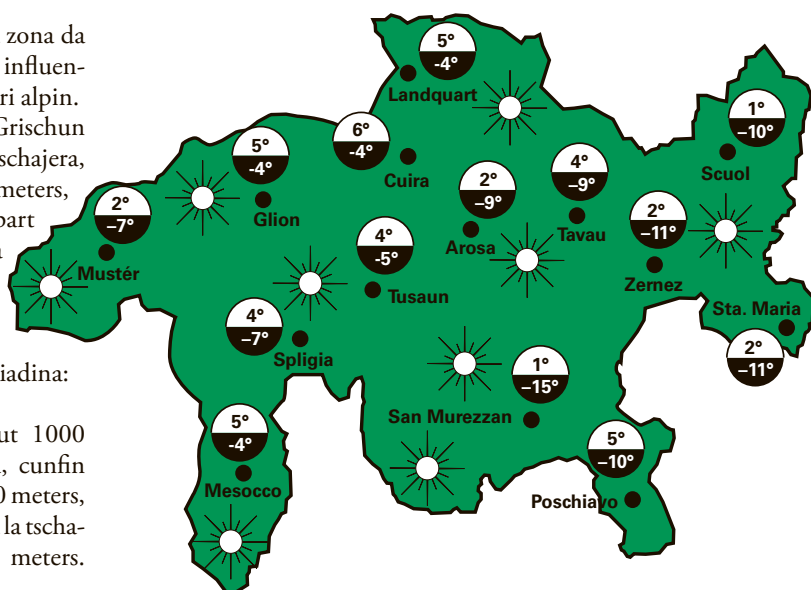 zona da
influen-
ri alpin.
Grischun
schajera,
meters,
part
iadina:
ut 1000
, cunfin
0 meters,
la tscha-
meters.
5°
-4°
Landquart
6°
-4°
Cuira
5°
-4°
Glion
2°
–7°
Mustér
2°
–9°
Arosa
4°
–9°
Tavau
1°
–10°
Scuol
2°
–11°
Zernez
4°
-5°
Tusaun
4°
–7°
Spligia
Sta. Maria
2°
–11°
1°
–15°
San Murezzan
5°
-4°
Mesocco
5°
–10°
Poschiavo